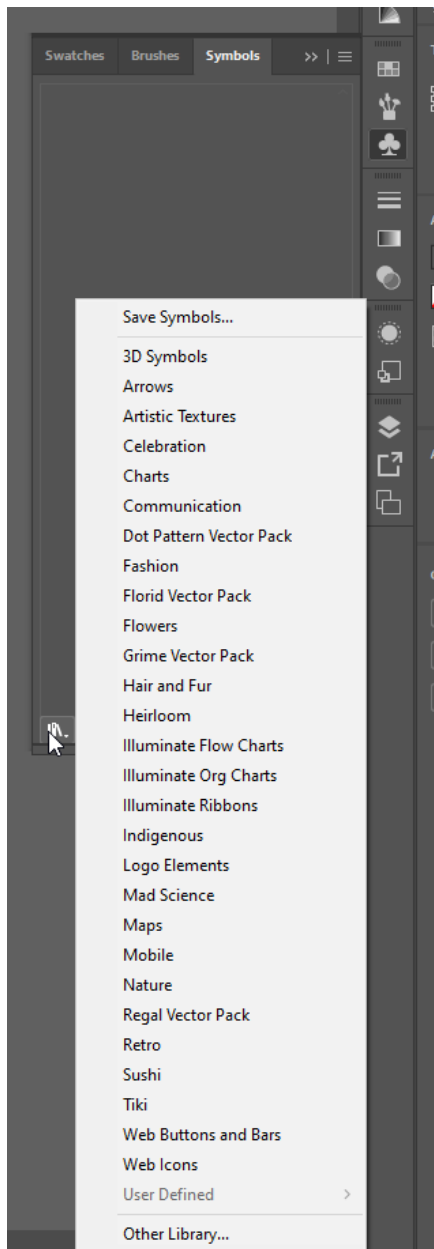 Swatches Brushes Symbols
Save Symbols...
3D Symbols
Arrows
Artistic Textures
Celebration
Charts
Communication
Dot Pattern Vector Pack
Fashion
Florid Vector Pack
Flowers
Grime Vector Pack
Hair and Fur
Heirloom
Illuminate Flow Charts
Illuminate Org Charts
Illuminate Ribbons
Indigenous
Logo Elements
Mad Science
Maps
Mobile
Nature
Regal Vector Pack
Retro
Sushi
Tiki
Web Buttons and Bars
Web Icons
User Defined
Other Library...